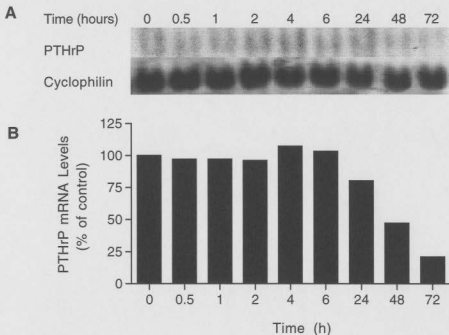 A
Time (hours) 0 0.5 1 2 4 6 24 48 72
PTHrP
Cyclophilin
B
PTHrP mRNA Levels
(% of control)
125
100
75
50
25
0
0 0.5 1 2 4 6 24 48 72
Time (h)